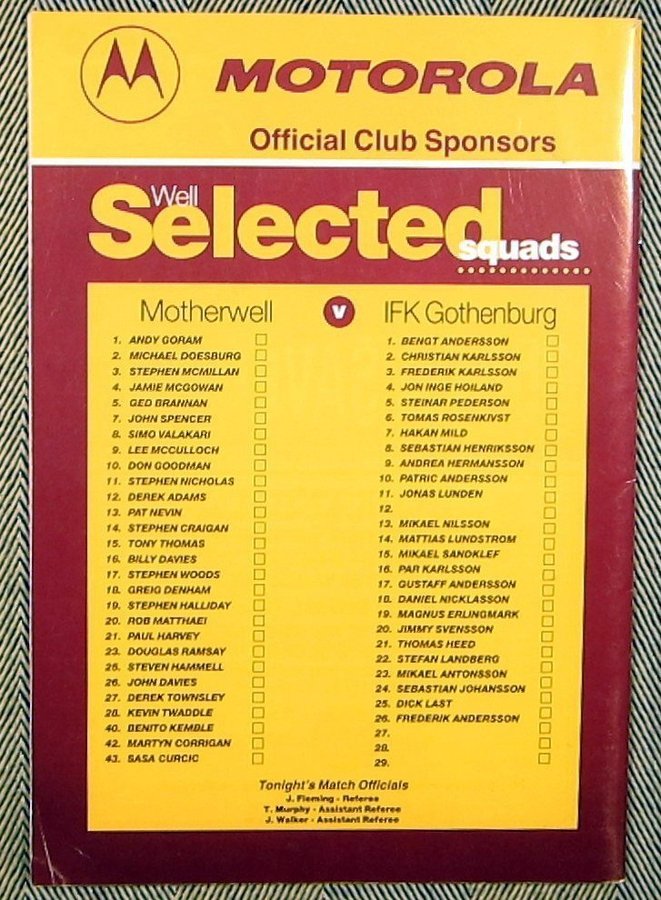 MOTOROLA
Official Club Sponsors
Well
Selected
squads
Motherwell v IFK Gothenburg
1. ANDY GORAM
2. MICHAEL DOESBURG
3. STEPHEN MCMILLAN
4. JAMIE MCGOWAN
5. GED BRANNAN
7. JOHN SPENCER
8. SIMO VALAKARI
9. LEE MCCULLOCH
10. DON GOODMAN
11. STEPHEN NICHOLAS
12. DEREK ADAMS
13. PAT NEVIN
14. STEPHEN CRAIGAN
15. TONY THOMAS
16. BILLY DAVIES
17. STEPHEN WOODS
18. GREIG DENHAM
19. STEPHEN HALLIDAY
20. ROB MATTHAEI
21. PAUL HARVEY
23. DOUGLAS RAMSAY
25. STEVEN HAMMELL
26. JOHN DAVIES
27. DEREK TOWNSLEY
28. KEVIN TWADDLE
40. BENITO KEMBLE
42. MARTYN CORRIGAN
43. SASA CURCIC
1. BENGT ANDERSSON
2. CHRISTIAN KARLSSON
3. FREDERIK KARLSSON
4. JON INGE HOILAND
5. STEINAR PEDERSON
6. TOMAS ROSENKIVST
7. HAKAN MILD
8. SEBASTIAN HENRIKSSON
9. ANDREA HERMANSSON
10. PATRIC ANDERSSON
11. JONAS LUNDEN
12.
13. MIKAEL NILSSON
14. MATTIAS LUNDSTROM
15. MIKAEL SANDKLEF
16. PAR KARLSSON
17. GUSTAFF ANDERSSON
18. DANIEL NICKLASSON
19. MAGNUS ERLINGMARK
20. JIMMY SVENSSON
21. THOMAS HEED
22. STEFAN LANDBERG
23. MIKAEL ANTONSSON
24. SEBASTIAN JOHANSSON
25. DICK LAST
26. FREDERIK ANDERSSON
27.
28.
29.
Tonight's Match Officials
J. Fleming - Referee
T. Murphy - Assistant Referee
J. Walker - Assistant Referee